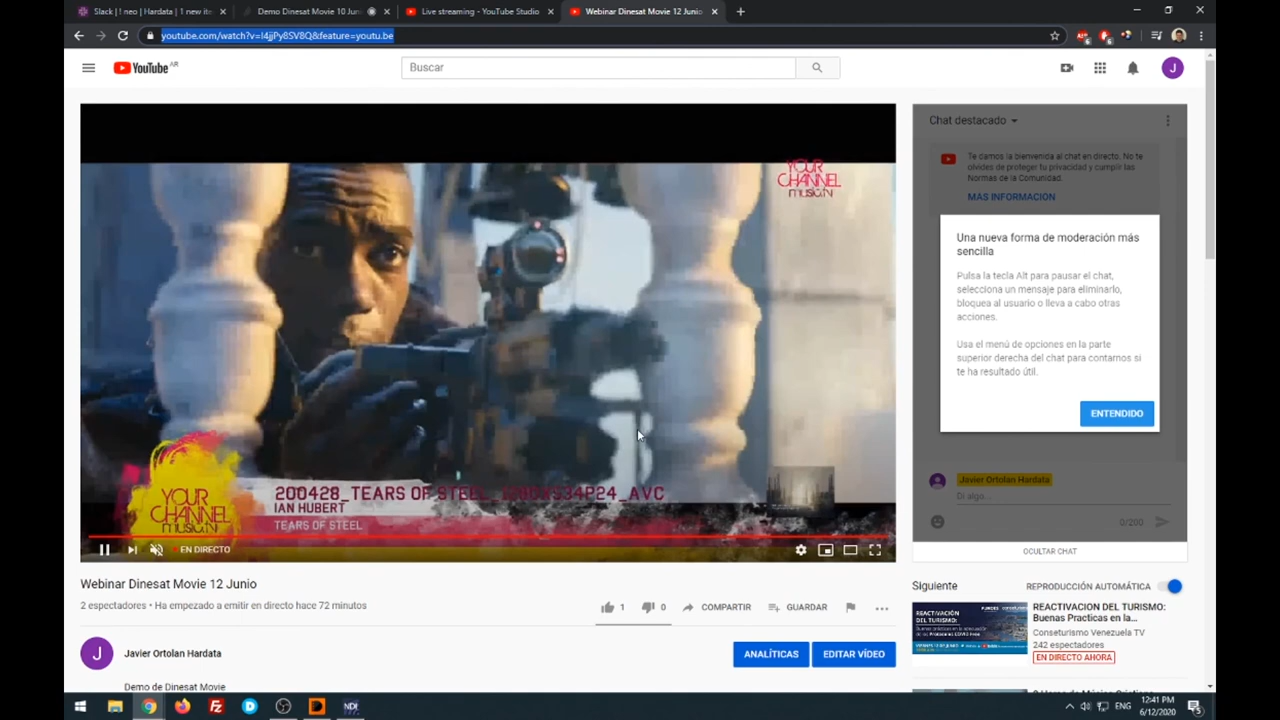 Slack | ! neo | Hardata | 1 new ite
Demo Dinesat Movie 10 Jun
Live streaming - YouTube Studio
Webinar Dinesat Movie 12 Junio
youtube.com/watch?v=I4jjPy8SV8Q&feature=youtu.be
YouTube AR
Buscar
J
YOUR
CHANNEL
music.tv
200428_TEARS OF STEEL
AVC
IAN HUBERT
TEARS OF STEEL
YOUR
CHANNEL
music.tv
EN DIRECTO
Chat destacado
Te damos la bienvenida al chat en directo. No te
olvides de proteger tu privacidad y cumplir las
Normas de la Comunidad.
MÁS INFORMACIÓN
Una nueva forma de moderación más
sencilla
Pulsa la tecla Alt para pausar el chat,
selecciona un mensaje para eliminarlo,
bloquea al usuario o lleva a cabo otras
acciones.
Usa el menú de opciones en la parte
superior derecha del chat para contarnos si
te ha resultado útil.
ENTENDIDO
Javier Ortolan Hardata
Di algo...
0/200
OCULTAR CHAT
Webinar Dinesat Movie 12 Junio
2 espectadores • Ha empezado a emitir en directo hace 72 minutos
1
0
COMPARTIR
GUARDAR
J
Javier Ortolan Hardata
ANALÍTICAS
EDITAR VÍDEO
Demo de Dinesat Movie
Siguiente
REPRODUCCIÓN AUTOMÁTICA
REACTIVACIÓN
DEL TURISMO:
REACTIVACION DEL TURISMO:
Buenas Practicas en la...
Conseturismo Venezuela TV
242 espectadores
EN DIRECTO AHORA
NDI
ENG
12:41 PM
6/12/2020